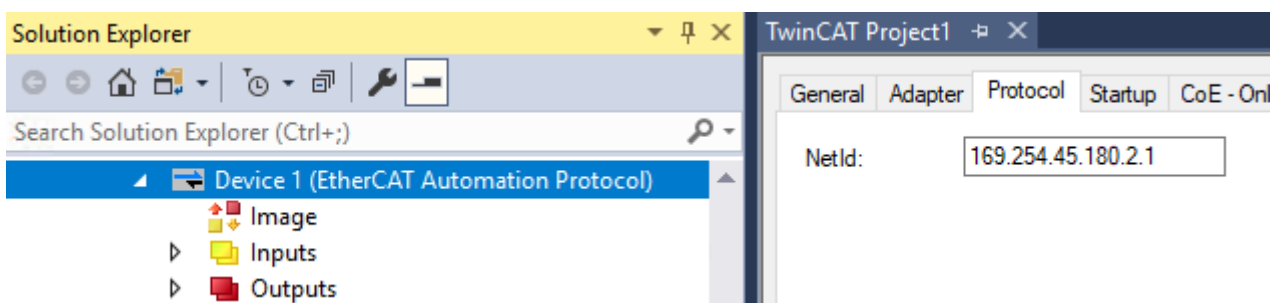 Solution Explorer
Search Solution Explorer (Ctrl+;)
Device 1 (EtherCAT Automation Protocol)
Image
Inputs
Outputs
TwinCAT Project1
General Adapter Protocol Startup CoE - Onl
NetId: 169.254.45.180.2.1